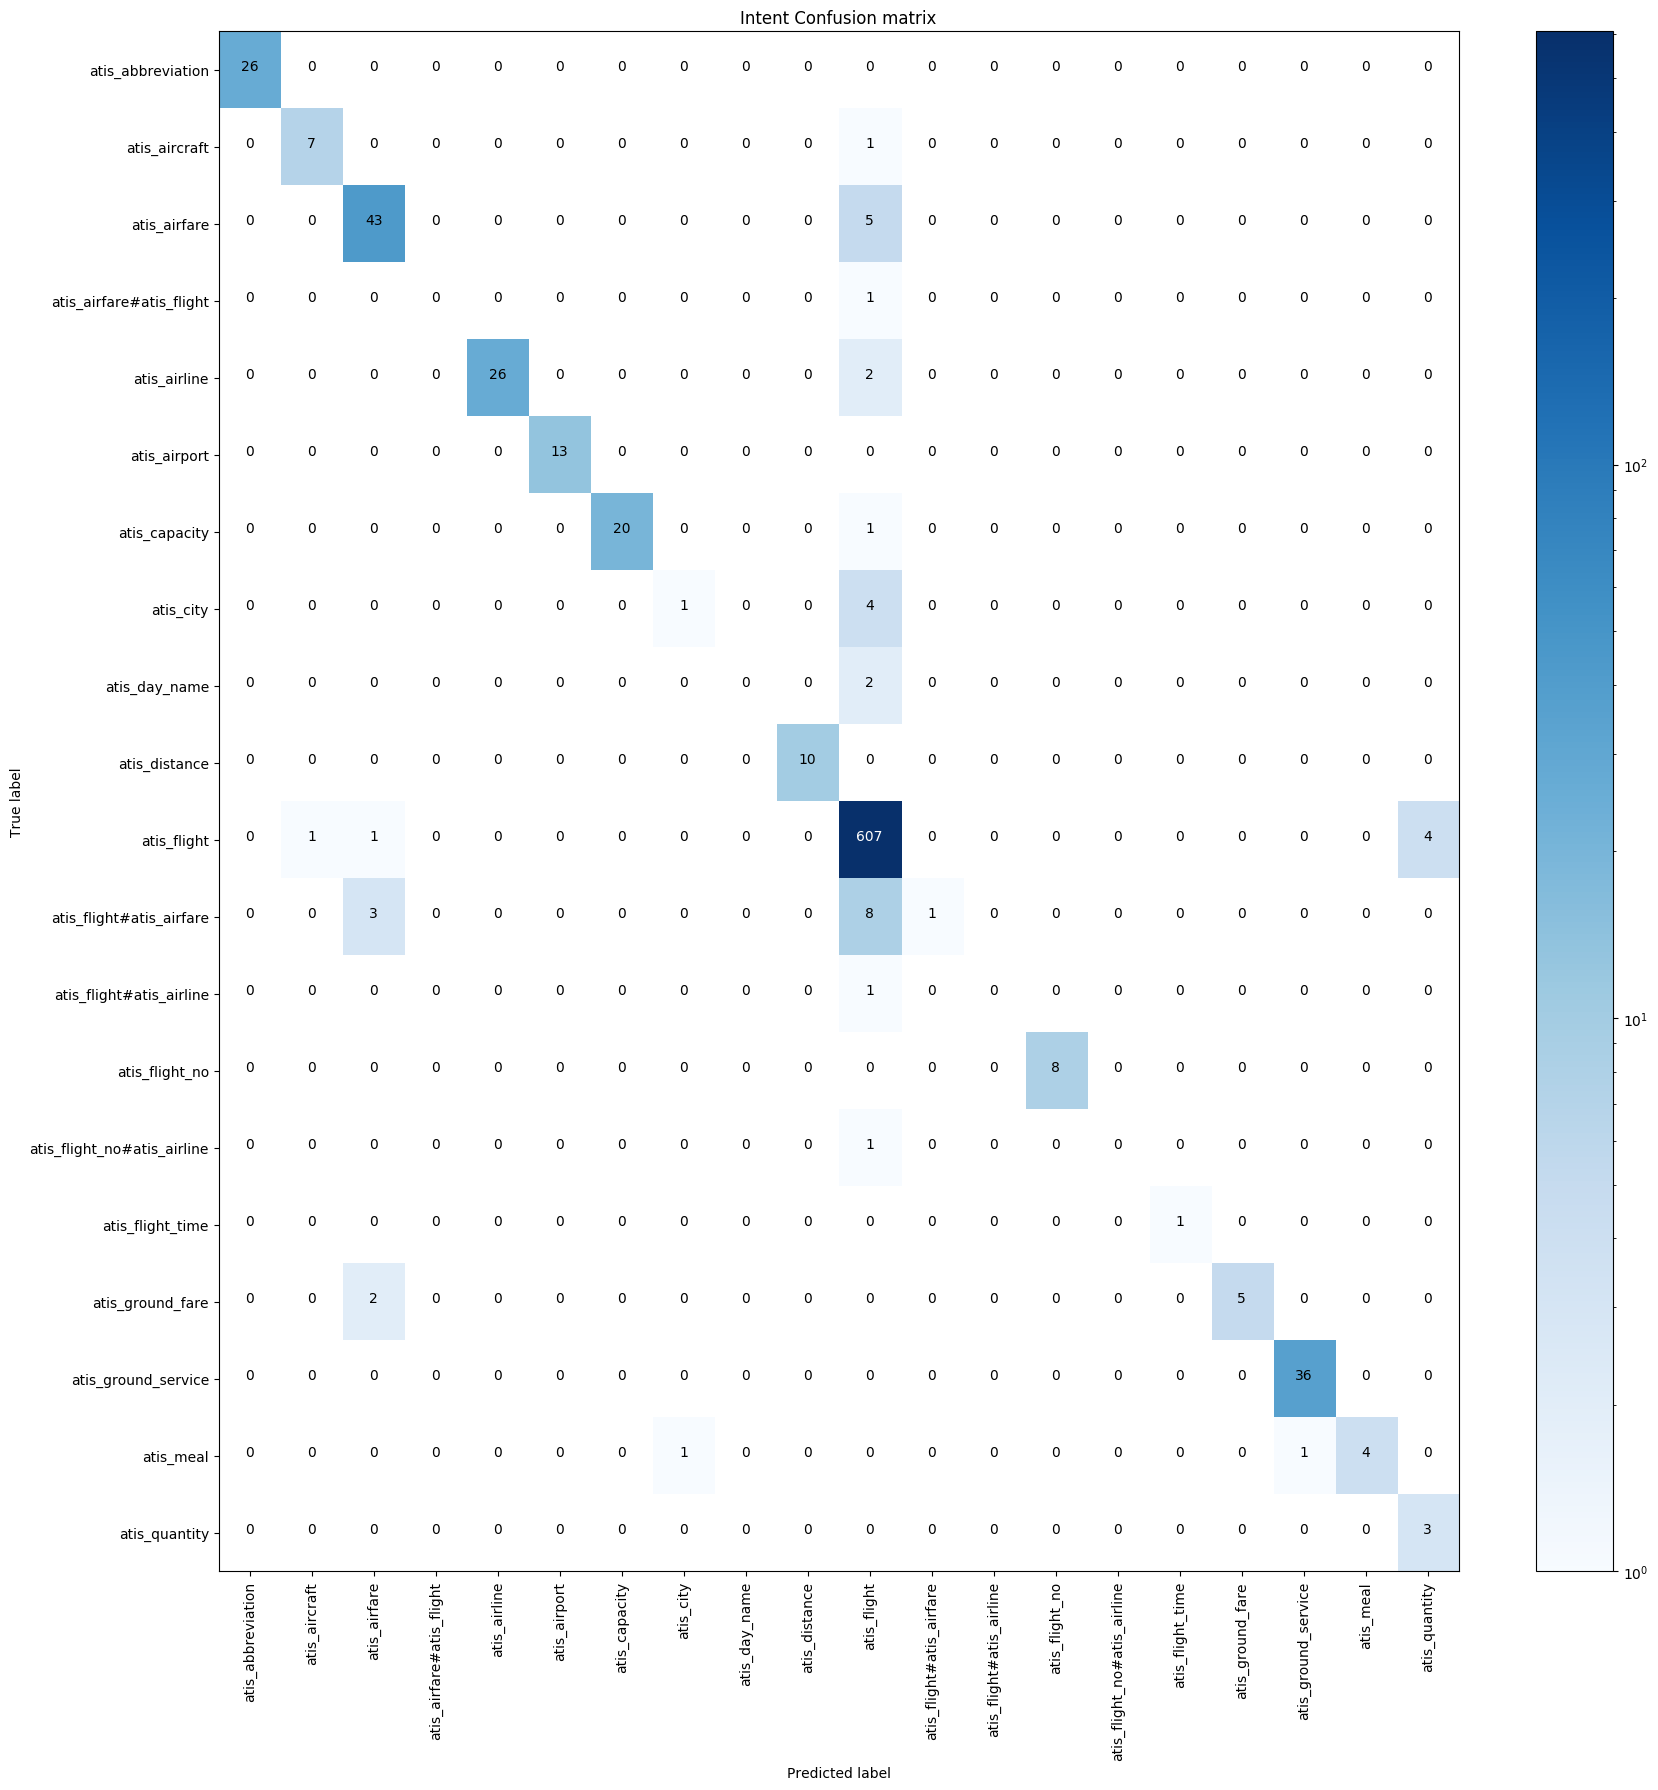 Intent Confusion matrix
atis_abbreviation 26 0 0 0 0 0 0 0 0 0 0 0 0 0 0 0 0 0 0 0
atis_aircraft 0 7 0 0 0 0 0 0 0 0 1 0 0 0 0 0 0 0 0 0
atis_airfare 0 0 43 0 0 0 0 0 0 0 5 0 0 0 0 0 0 0 0 0
atis_airfare#atis_flight 0 0 0 0 0 0 0 0 0 0 1 0 0 0 0 0 0 0 0 0
atis_airline 0 0 0 0 26 0 0 0 0 0 2 0 0 0 0 0 0 0 0 0
atis_airport 0 0 0 0 0 13 0 0 0 0 0 0 0 0 0 0 0 0 0 0
atis_capacity 0 0 0 0 0 0 20 0 0 0 1 0 0 0 0 0 0 0 0 0
atis_city 0 0 0 0 0 0 0 1 0 0 4 0 0 0 0 0 0 0 0 0
atis_day_name 0 0 0 0 0 0 0 0 0 0 2 0 0 0 0 0 0 0 0 0
atis_distance 0 0 0 0 0 0 0 0 0 10 0 0 0 0 0 0 0 0 0 0
atis_flight 0 1 1 0 0 0 0 0 0 0 607 0 0 0 0 0 0 0 0 4
atis_flight#atis_airfare 0 0 3 0 0 0 0 0 0 0 8 1 0 0 0 0 0 0 0 0
atis_flight#atis_airline 0 0 0 0 0 0 0 0 0 0 1 0 0 0 0 0 0 0 0 0
atis_flight_no 0 0 0 0 0 0 0 0 0 0 0 0 0 8 0 0 0 0 0 0
atis_flight_no#atis_airline 0 0 0 0 0 0 0 0 0 0 1 0 0 0 0 0 0 0 0 0
atis_flight_time 0 0 0 0 0 0 0 0 0 0 0 0 0 0 0 1 0 0 0 0
atis_ground_fare 0 0 2 0 0 0 0 0 0 0 0 0 0 0 0 0 5 0 0 0
atis_ground_service 0 0 0 0 0 0 0 0 0 0 0 0 0 0 0 0 0 36 0 0
atis_meal 0 0 0 0 0 0 0 1 0 0 0 0 0 0 0 0 0 1 4 0
atis_quantity 0 0 0 0 0 0 0 0 0 0 0 0 0 0 0 0 0 0 0 3
True label
atis_abbreviation
atis_aircraft
atis_airfare
atis_airfare#atis_flight
atis_airline
atis_airport
atis_capacity
atis_city
atis_day_name
atis_distance
atis_flight
atis_flight#atis_airfare
atis_flight#atis_airline
atis_flight_no
atis_flight_no#atis_airline
atis_flight_time
atis_ground_fare
atis_ground_service
atis_meal
atis_quantity
Predicted label
10²
10¹
10⁰